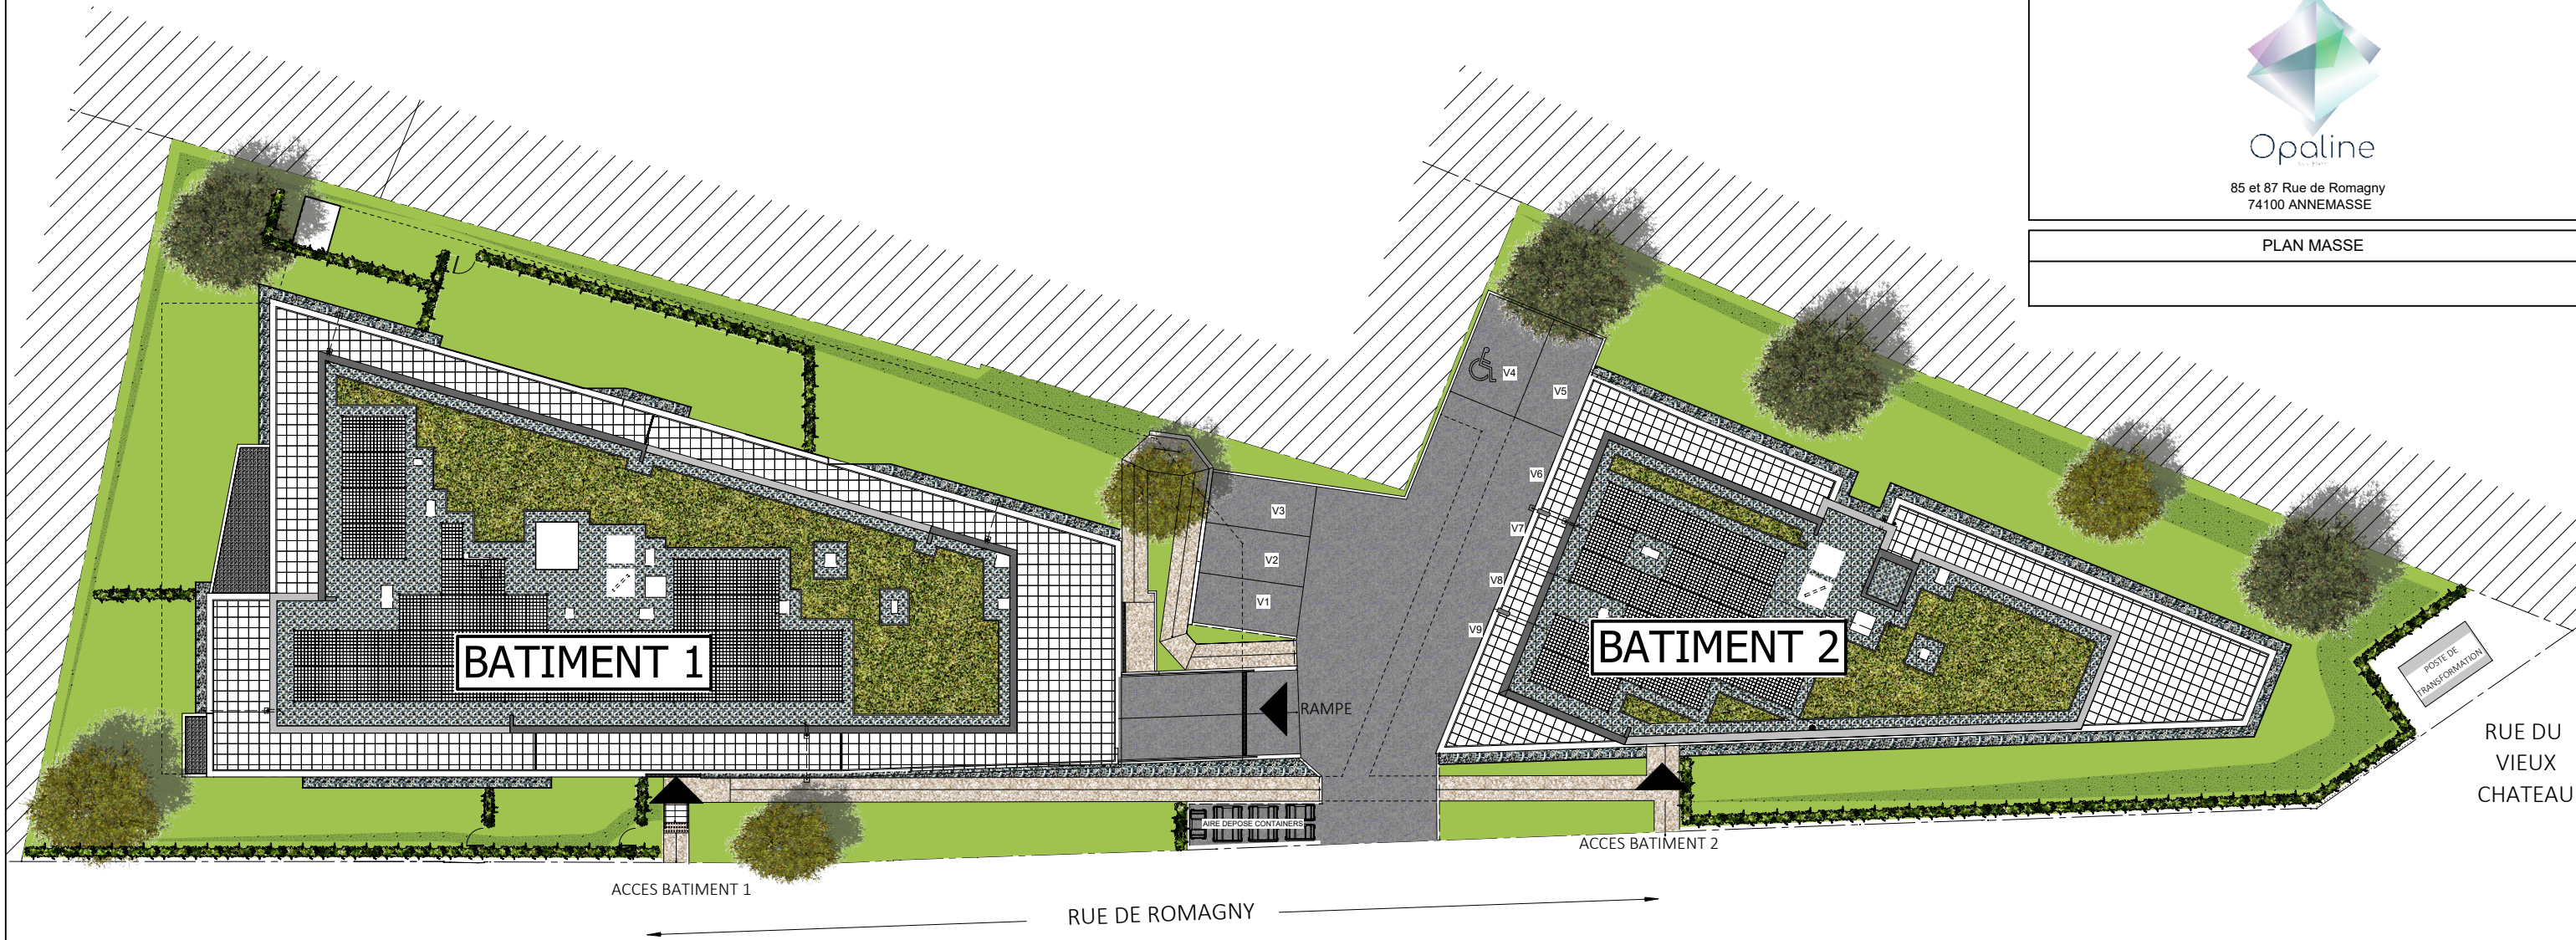 Opaline
85 et 87 Rue de Romagny
74100 ANNEMASSE
PLAN MASSE
V4
V5
V6
V7
V8
V9
V3
V2
V1
BATIMENT 1
BATIMENT 2
RAMPE
POSTE DE
TRANSFORMATION
RUE DU
VIEUX
CHATEAU
AIRE DEPOSE CONTAINERS
ACCES BATIMENT 1
ACCES BATIMENT 2
RUE DE ROMAGNY